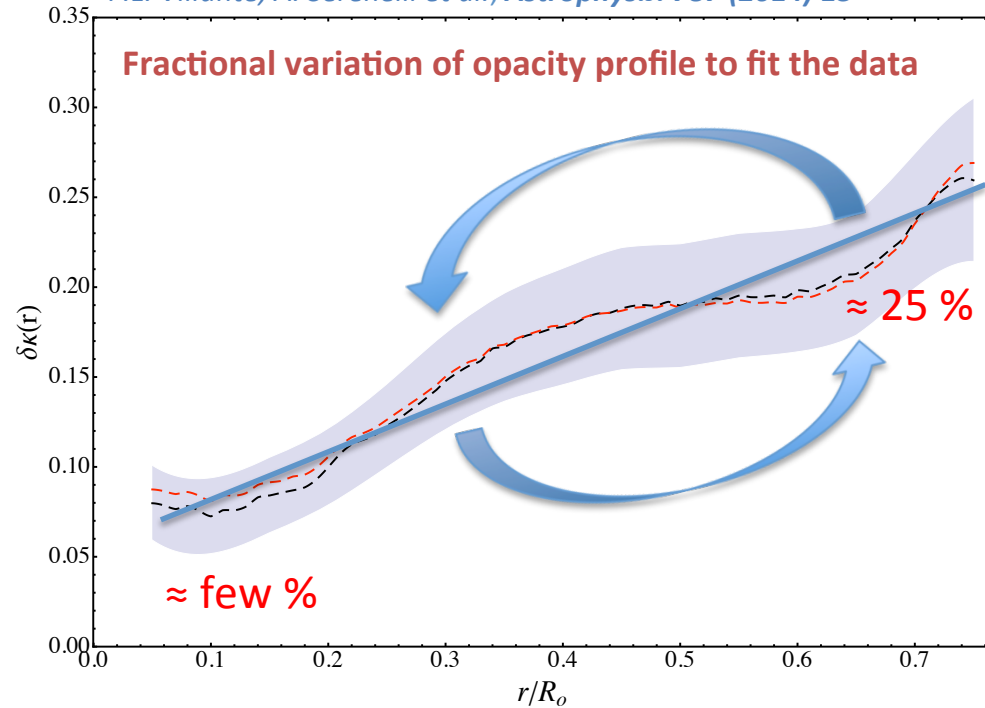 Fractional variation of opacity profile to fit the data
0.35
0.30
0.25
0.20
0.15
0.10
0.05
0.00
δκ(r)
≈ 25 %
≈ few %
0.0 0.1 0.2 0.3 0.4 0.5 0.6 0.7
r/Ro